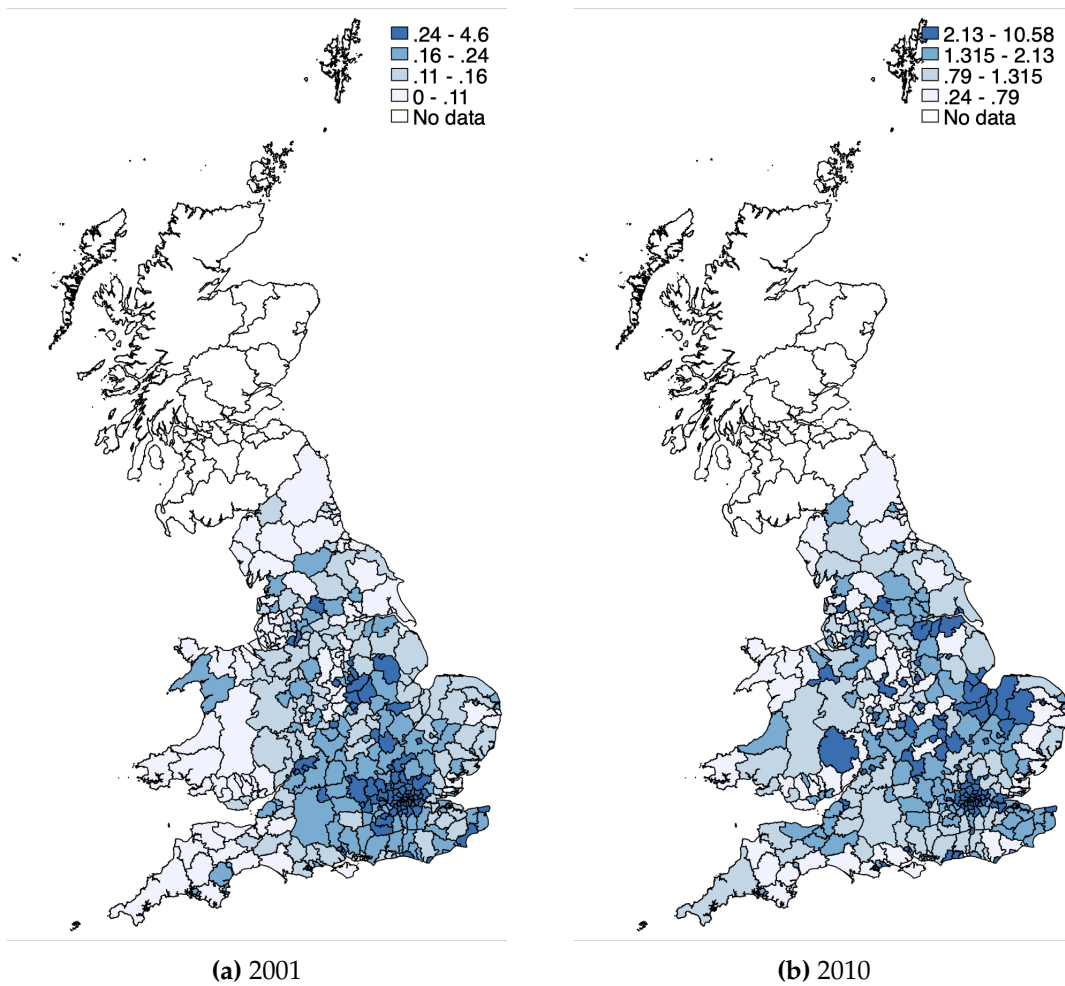 .24 - 4.6
.16 - .24
.11 - .16
0 - .11
No data
2.13 - 10.58
1.315 - 2.13
.79 - 1.315
.24 - .79
No data
(a) 2001
(b) 2010